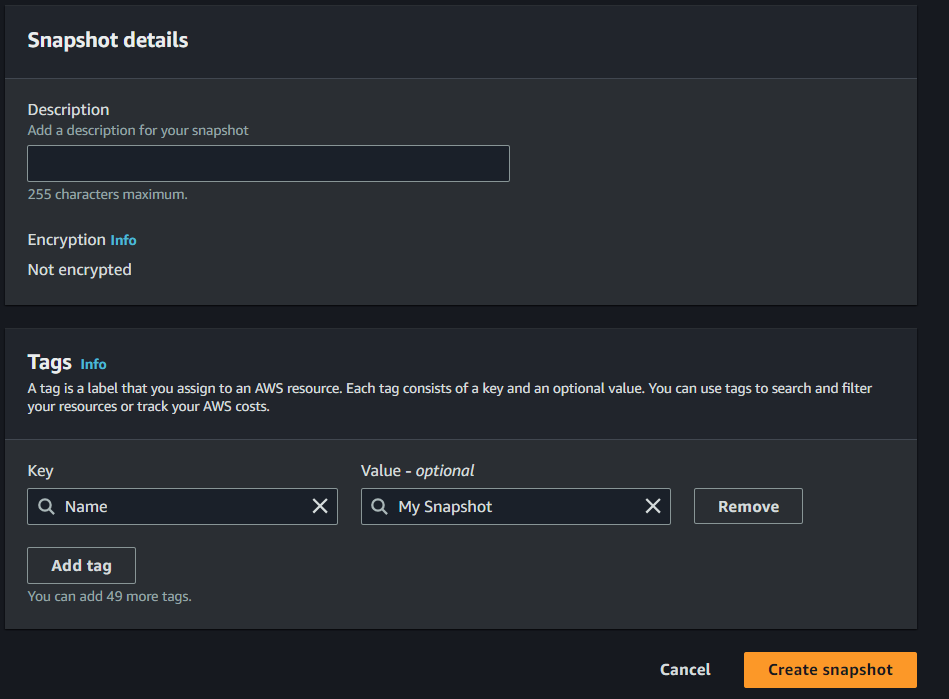 Snapshot details
Description
Add a description for your snapshot
255 characters maximum.
Encryption Info
Not encrypted
Tags Info
A tag is a label that you assign to an AWS resource. Each tag consists of a key and an optional value. You can use tags to search and filter
your resources or track your AWS costs.
Key
Value - optional
Name
My Snapshot
Remove
Add tag
You can add 49 more tags.
Cancel
Create snapshot